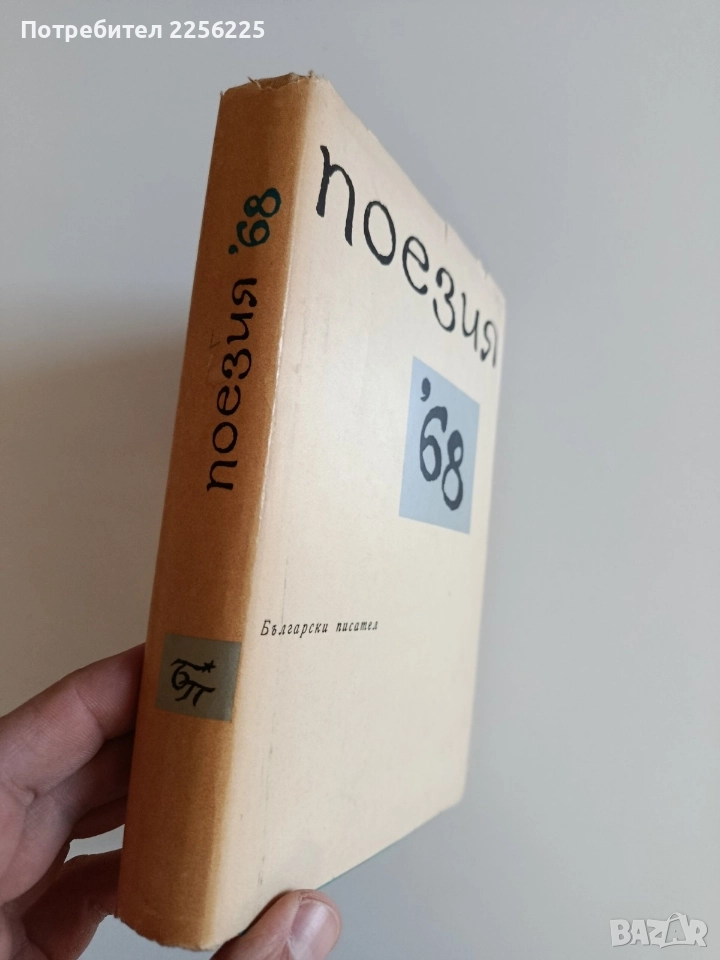 Потребител 2256225
поезия
'68
поезия '68
Български писател
БП
BAZAR